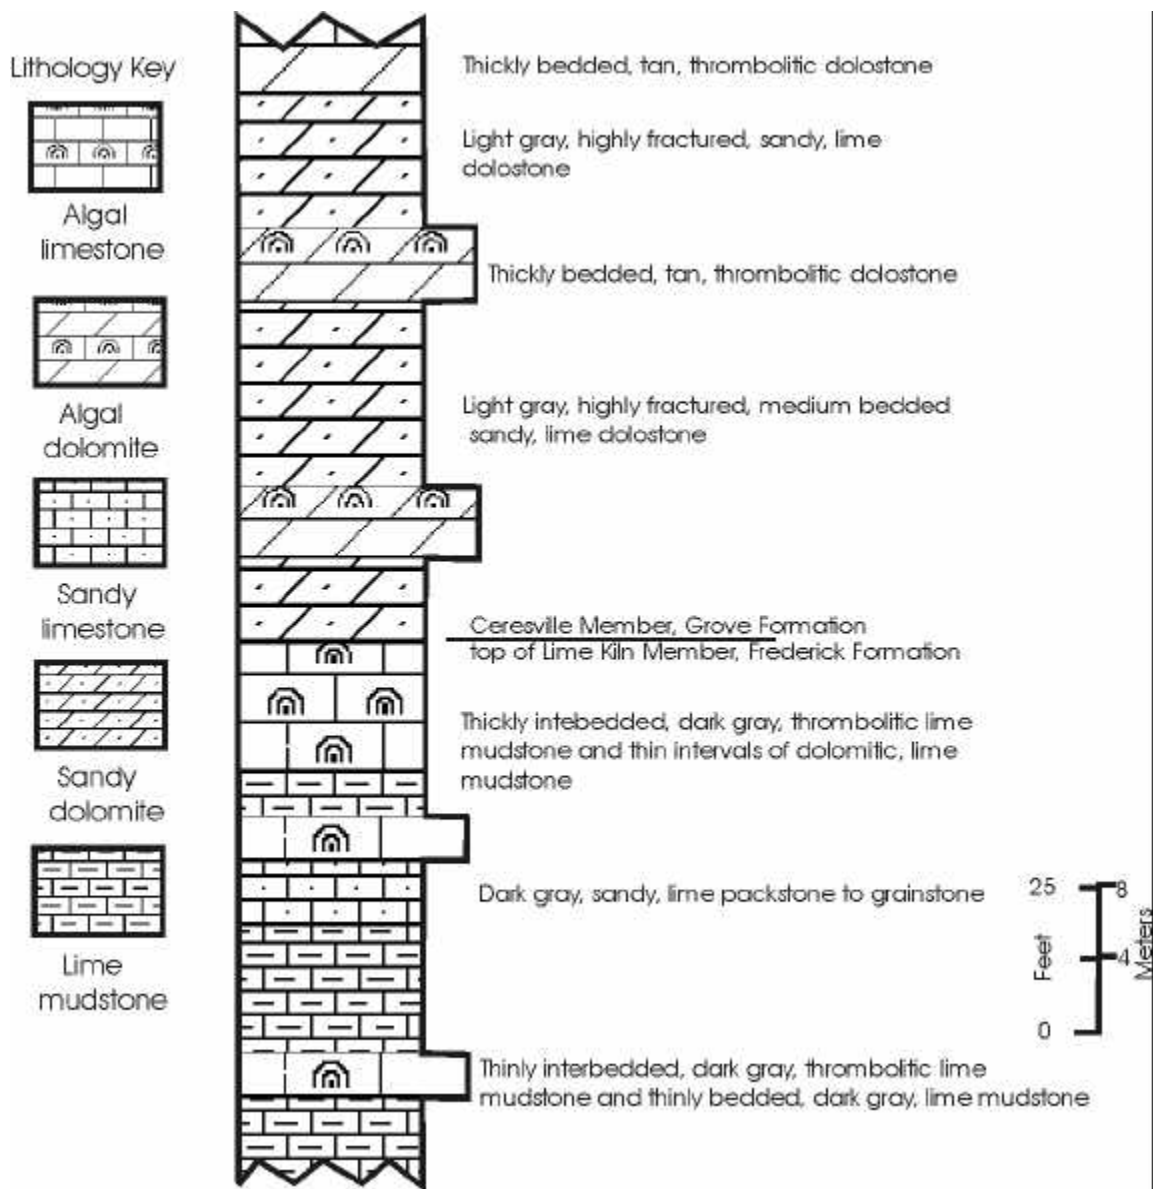 Lithology Key
Algal
limestone
Algal
dolomite
Sandy
limestone
Sandy
dolomite
Lime
mudstone
Thickly bedded, tan, thrombolitic dolostone
Light gray, highly fractured, sandy, lime
dolostone
Thickly bedded, tan, thrombolitic dolostone
Light gray, highly fractured, medium bedded
sandy, lime dolostone
Ceresville Member, Grove Formation
top of Lime Kiln Member, Frederick Formation
Thickly intebedded, dark gray, thrombolitic lime
mudstone and thin intervals of dolomitic, lime
mudstone
Dark gray, sandy, lime packstone to grainstone
Thinly interbedded, dark gray, thrombolitic lime
mudstone and thinly bedded, dark gray, lime mudstone
25
8
Feet
4
Meters
0